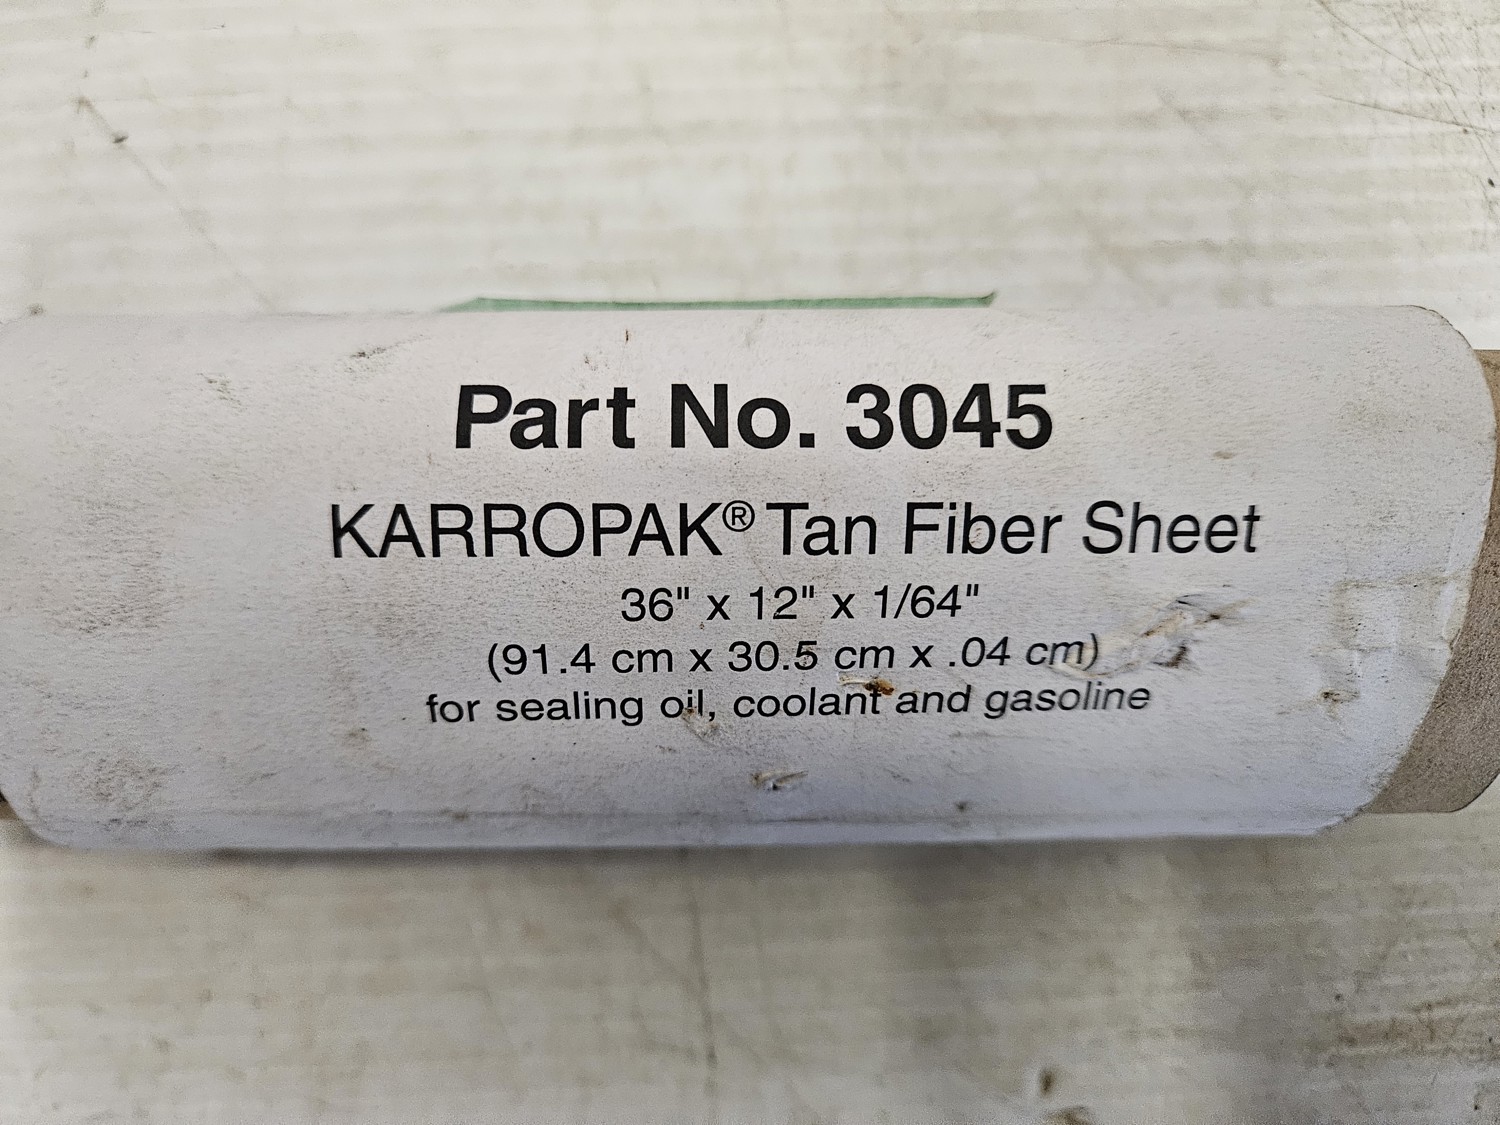 Part No. 3045
KARROPAK® Tan Fiber Sheet
36" x 12" x 1/64"
(91.4 cm x 30.5 cm x .04 cm)
for sealing oil, coolant and gasoline